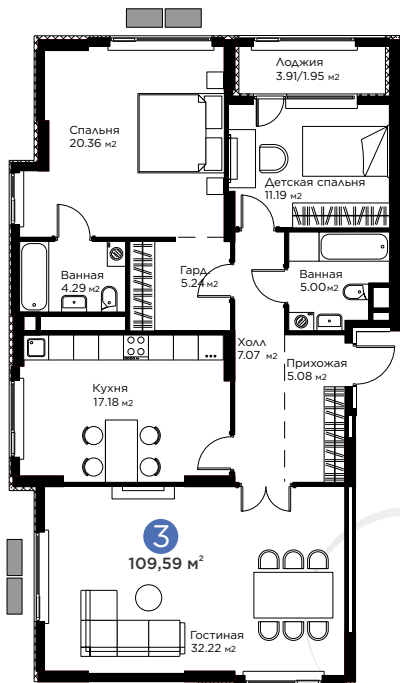 Лоджия
3.91/1.95 м2
Спальня
20.36 м2
Детская спальня
11.19 м2
Ванная
4.29 м2
Гард.
5.24 м2
Ванная
5.00 м2
Холл
7.07 м2
Прихожая
5.08 м2
Кухня
17.18 м2
3
109,59 м²
Гостиная
32.22 м2